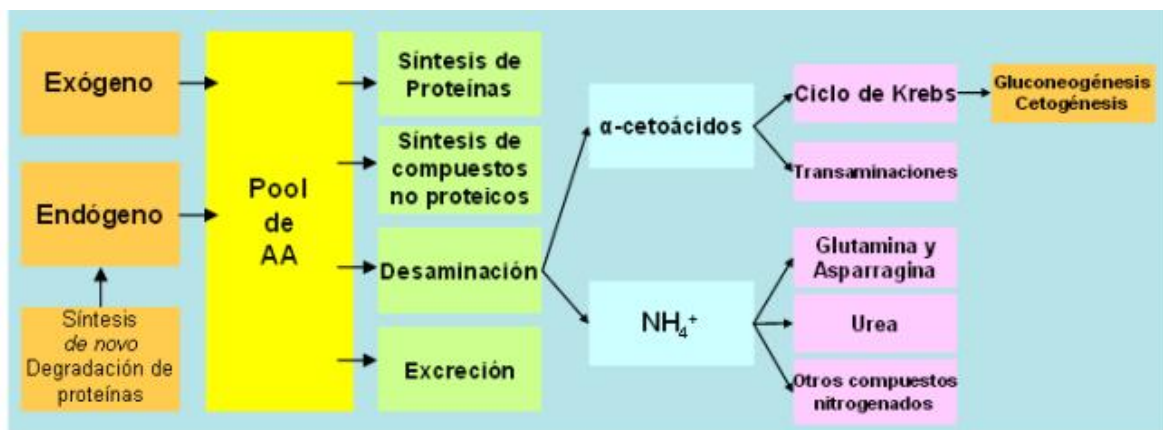 Exógeno
Endógeno
Síntesis
de novo
Degradación de
proteínas
Pool
de
AA
Síntesis de
Proteínas
Síntesis de
compuestos
no proteicos
Desaminación
Excreción
α-cetoácidos
NH₄⁺
Ciclo de Krebs
Transaminaciones
Glutamina y
Asparragina
Urea
Otros compuestos
nitrogenados
Gluconeogénesis
Cetogénesis